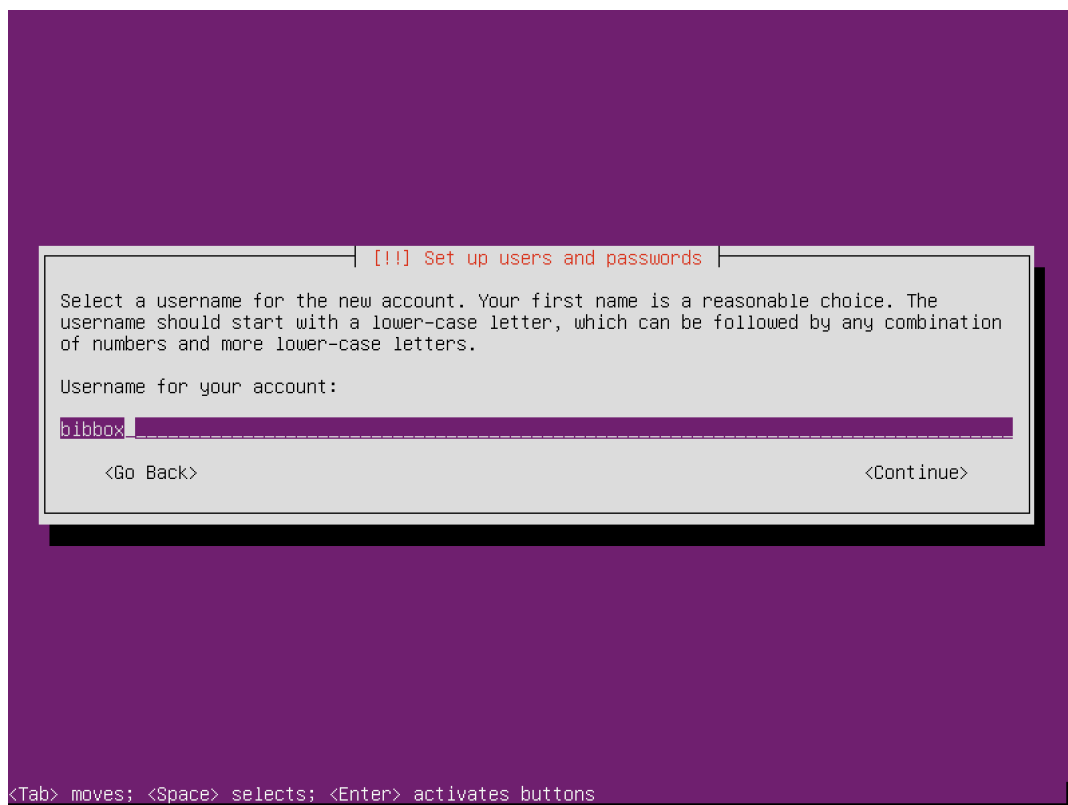 [!!] Set up users and passwords
Select a username for the new account. Your first name is a reasonable choice. The
username should start with a lower-case letter, which can be followed by any combination
of numbers and more lower-case letters.
Username for your account:
bibbox
<Go Back> <Continue>
<Tab> moves; <Space> selects; <Enter> activates buttons